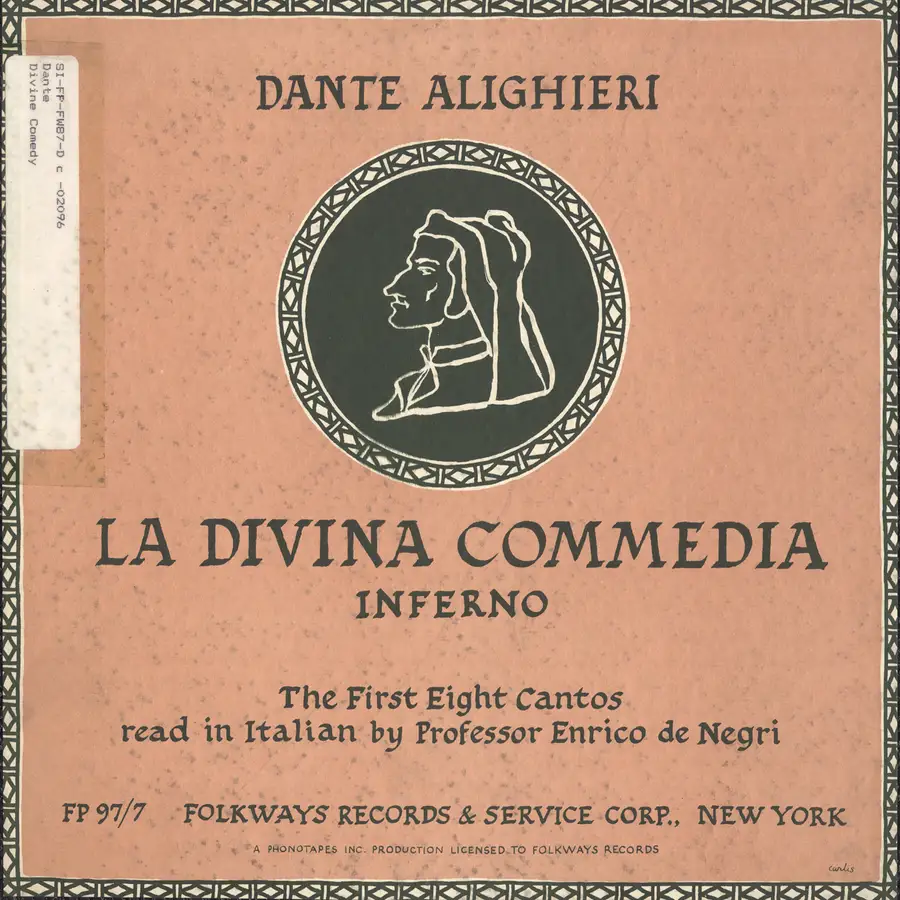 SI-FP-FW87-D c -02096
Dante
Divine Comedy
DANTE ALIGHIERI
LA DIVINA COMMEDIA
INFERNO
The First Eight Cantos
read in Italian by Professor Enrico de Negri
FP 97/7 FOLKWAYS RECORDS & SERVICE CORP., NEW YORK
A PHONOTAPES INC. PRODUCTION LICENSED TO FOLKWAYS RECORDS
curlis